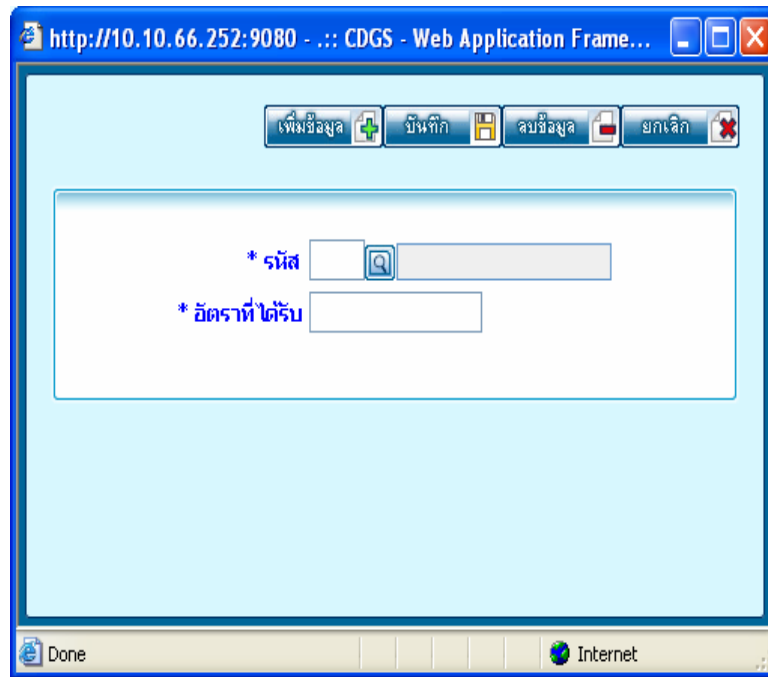 http://10.10.66.252:9080 - .:: CDGS - Web Application Frame...
เพิ่มข้อมูล บันทึก ลบข้อมูล ยกเลิก
* รหัส
* อัตราที่ได้รับ
Done Internet